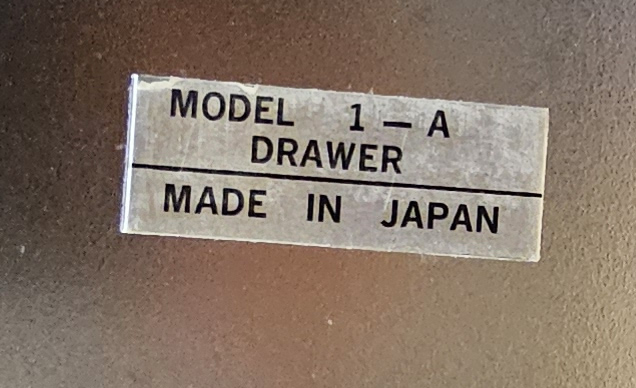 MODEL 1 — A
DRAWER
MADE IN JAPAN